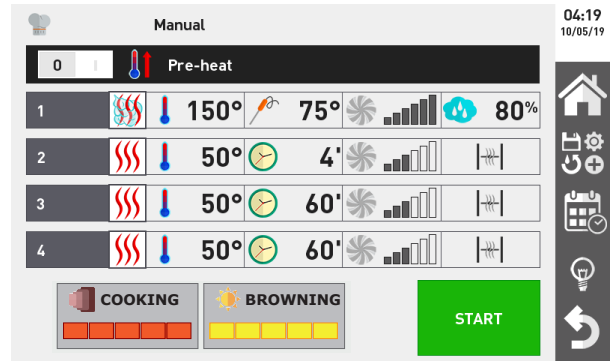 Manual
04:19
10/05/19
0 I Pre-heat
1 150° 75° 80%
2 50° 4'
3 50° 60'
4 50° 60'
COOKING BROWNING START